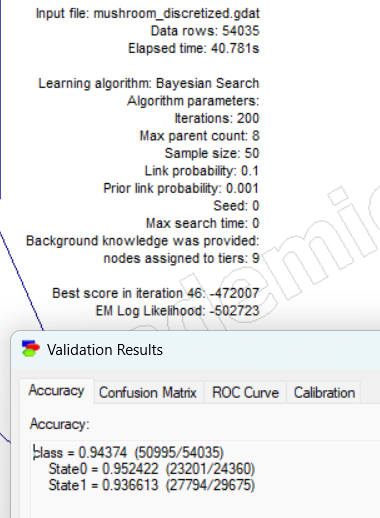 Input file: mushroom_discretized.gdat
Data rows: 54035
Elapsed time: 40.781s
Learning algorithm: Bayesian Search
Algorithm parameters:
Iterations: 200
Max parent count: 8
Sample size: 50
Link probability: 0.1
Prior link probability: 0.001
Seed: 0
Max search time: 0
Background knowledge was provided:
nodes assigned to tiers: 9
Best score in iteration 46: -472007
EM Log Likelihood: -502723
Validation Results
Accuracy Confusion Matrix ROC Curve Calibration
Accuracy:
class = 0.94374 (50995/54035)
State0 = 0.952422 (23201/24360)
State1 = 0.936613 (27794/29675)